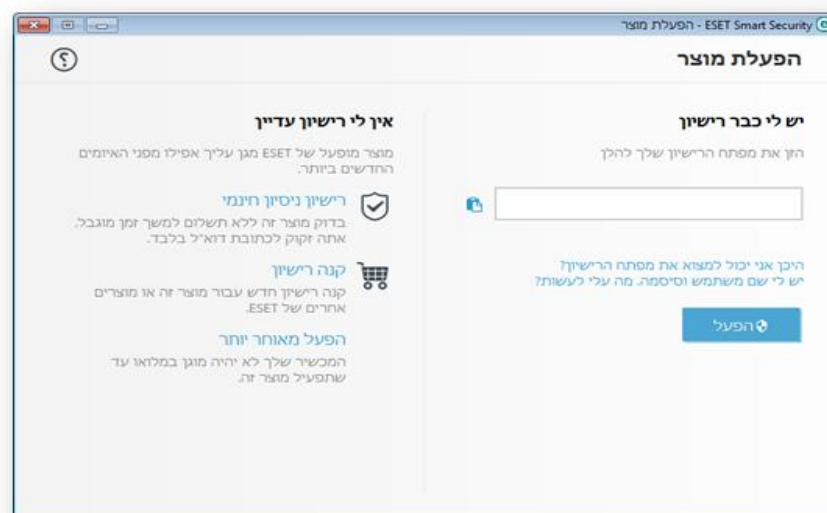 ESET Smart Security - הפעלת מוצר
הפעלת מוצר
יש לי כבר רישיון
הזן את מפתח הרישיון שלך להלן
היכן אני יכול למצוא את מפתח הרישיון?
יש לי שם משתמש וסיסמה. מה עלי לעשות?
הפעל
אין לי רישיון עדיין
מוצר מופעל של ESET מגן עליך אפילו מפני האיומים
החדשים ביותר.
רישיון ניסיון חינמי
בדוק מוצר זה ללא תשלום למשך זמן מוגבל.
אתה זקוק לכתובת דוא"ל בלבד.
קנה רישיון
קנה רישיון חדש עבור מוצר זה או מוצרים
אחרים של ESET.
הפעל מאוחר יותר
המכשיר שלך לא יהיה מוגן במלואו עד
שתפעיל מוצר זה.